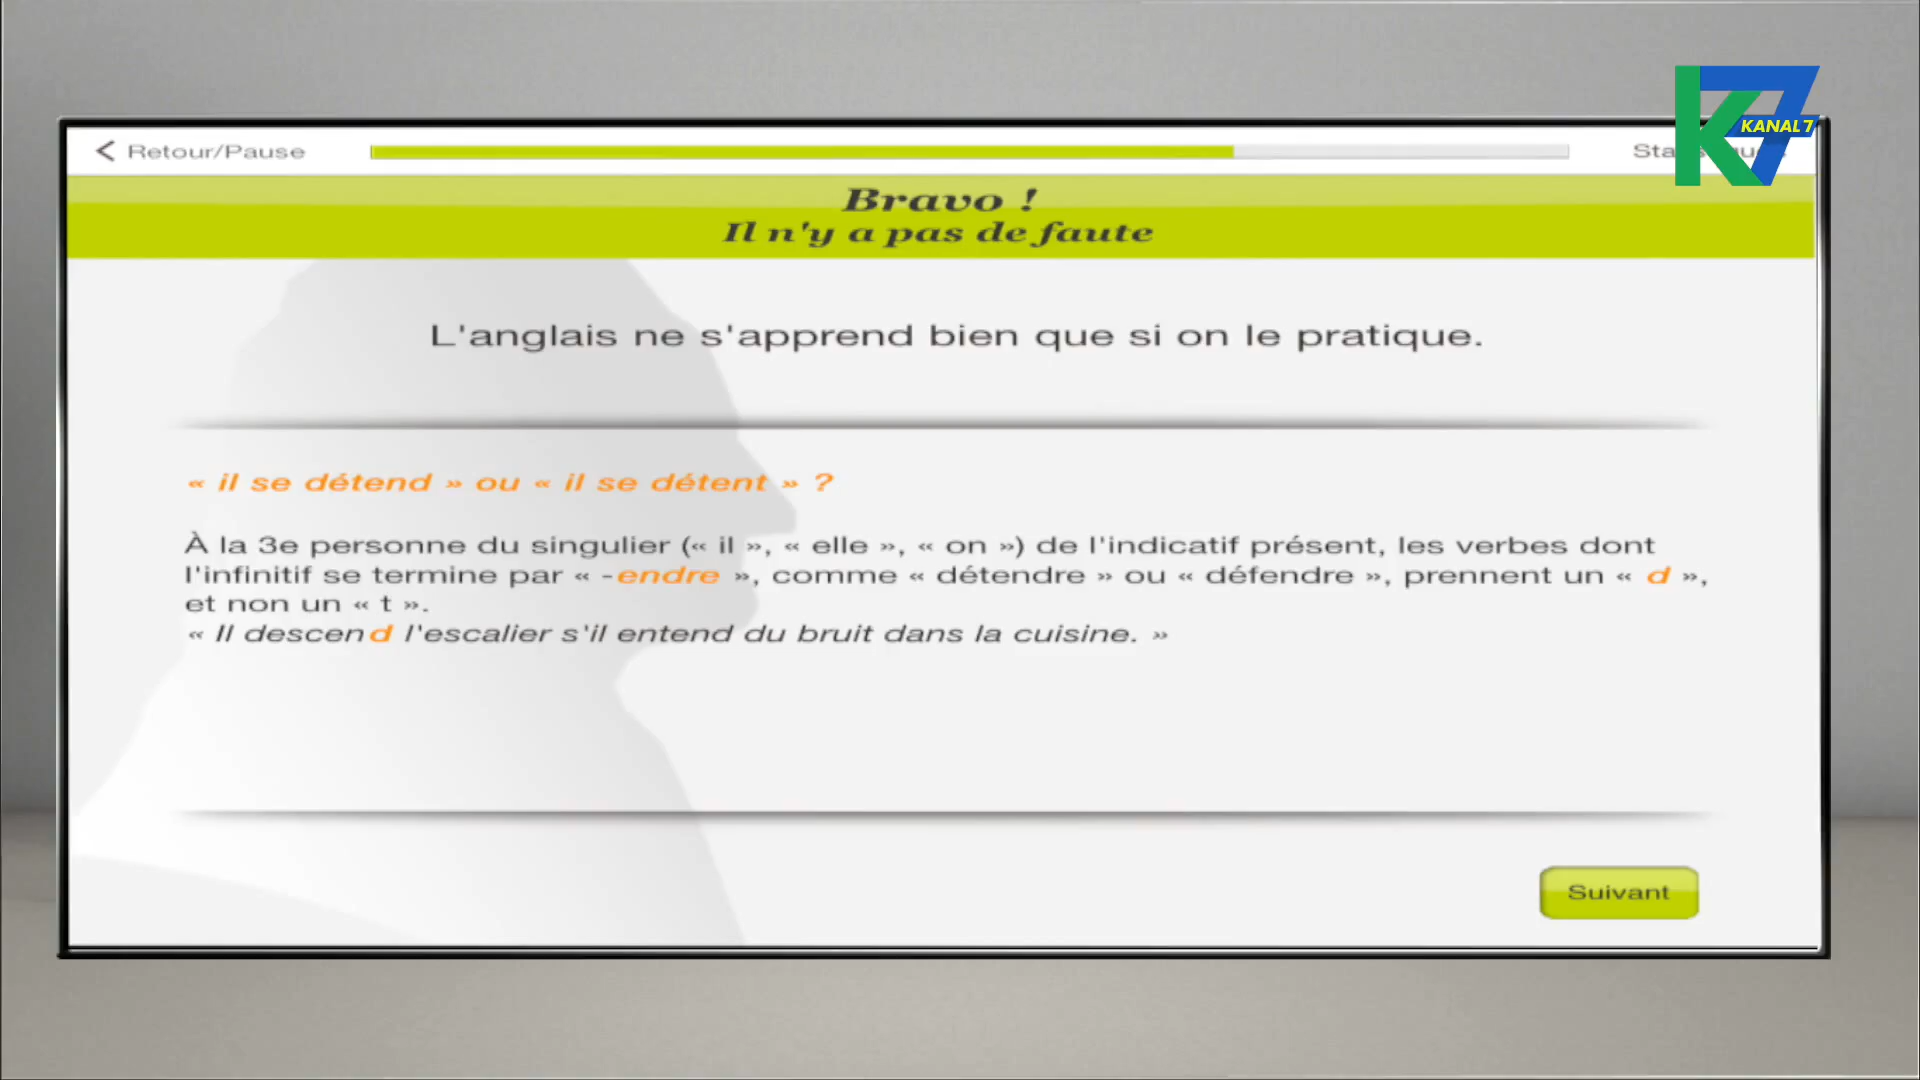 KANAL 7
Retour/Pause
Bravo !
Il n'y a pas de faute
L'anglais ne s'apprend bien que si on le pratique.
« il se détend » ou « il se détent » ?
À la 3e personne du singulier (« il », « elle », « on ») de l'indicatif présent, les verbes dont
l'infinitif se termine par « -endre », comme « détendre » ou « défendre », prennent un « d »,
et non un « t ».
« Il descend l'escalier s'il entend du bruit dans la cuisine. »
Suivant